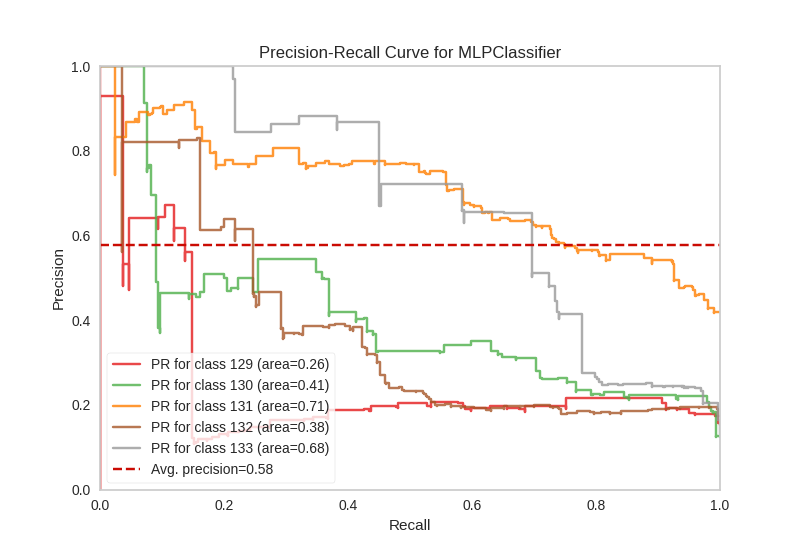 Precision-Recall Curve for MLPClassifier
1.0
0.8
0.6
0.4
0.2
0.0
Precision
PR for class 129 (area=0.26)
PR for class 130 (area=0.41)
PR for class 131 (area=0.71)
PR for class 132 (area=0.38)
PR for class 133 (area=0.68)
Avg. precision=0.58
0.0 0.2 0.4 0.6 0.8 1.0
Recall